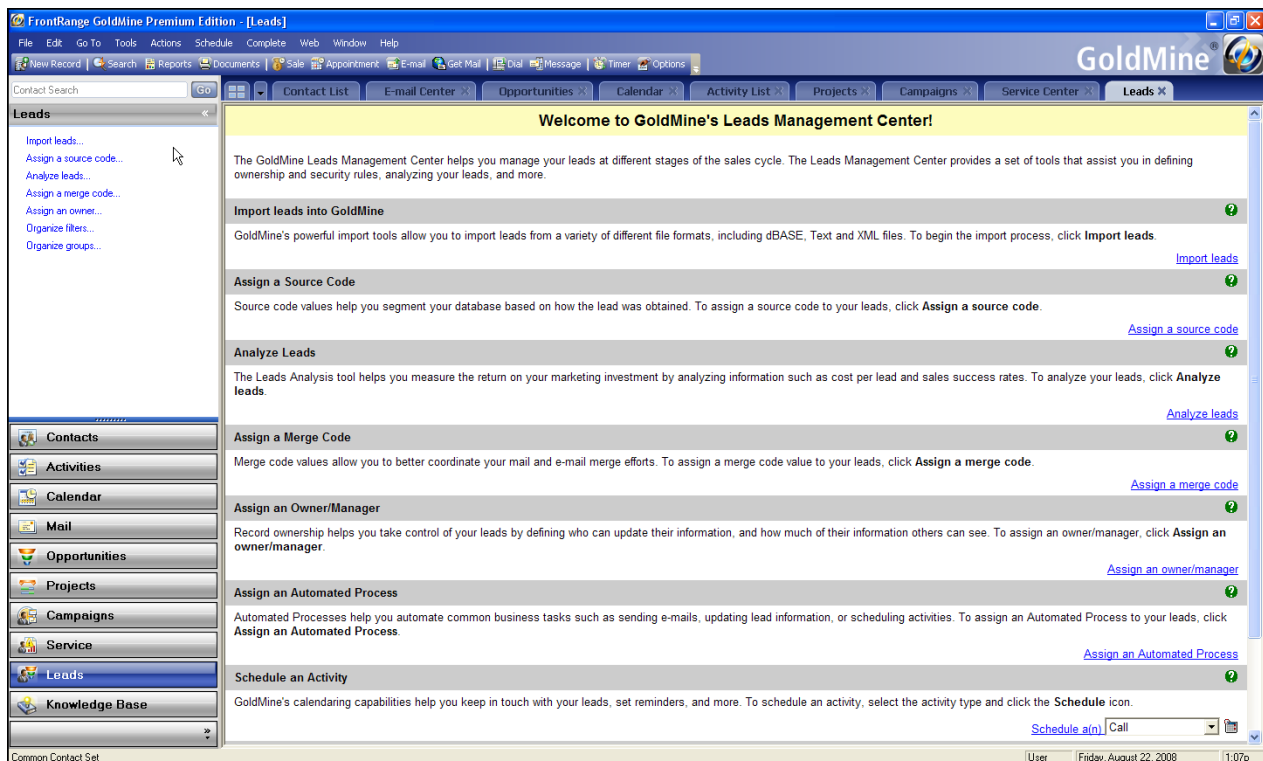 FrontRange GoldMine Premium Edition - [Leads]
File Edit Go To Tools Actions Schedule Complete Web Window Help
New Record Search Reports Documents Sale Appointment E-mail Get Mail Dial Message Timer Options
GoldMine®
Contact Search Go
Contact List E-mail Center Opportunities Calendar Activity List Projects Campaigns Service Center Leads
Leads
Import leads...
Assign a source code...
Analyze leads...
Assign a merge code...
Assign an owner...
Organize filters...
Organize groups...
Contacts
Activities
Calendar
Mail
Opportunities
Projects
Campaigns
Service
Leads
Knowledge Base
Welcome to GoldMine's Leads Management Center!
The GoldMine Leads Management Center helps you manage your leads at different stages of the sales cycle. The Leads Management Center provides a set of tools that assist you in defining
ownership and security rules, analyzing your leads, and more.
Import leads into GoldMine
GoldMine's powerful import tools allow you to import leads from a variety of different file formats, including dBASE, Text and XML files. To begin the import process, click Import leads.
Import leads
Assign a Source Code
Source code values help you segment your database based on how the lead was obtained. To assign a source code to your leads, click Assign a source code.
Assign a source code
Analyze Leads
The Leads Analysis tool helps you measure the return on your marketing investment by analyzing information such as cost per lead and sales success rates. To analyze your leads, click Analyze
leads.
Analyze leads
Assign a Merge Code
Merge code values allow you to better coordinate your mail and e-mail merge efforts. To assign a merge code value to your leads, click Assign a merge code.
Assign a merge code
Assign an Owner/Manager
Record ownership helps you take control of your leads by defining who can update their information, and how much of their information others can see. To assign an owner/manager, click Assign an
owner/manager.
Assign an owner/manager
Assign an Automated Process
Automated Processes help you automate common business tasks such as sending e-mails, updating lead information, or scheduling activities. To assign an Automated Process to your leads, click
Assign an Automated Process.
Assign an Automated Process
Schedule an Activity
GoldMine's calendaring capabilities help you keep in touch with your leads, set reminders, and more. To schedule an activity, select the activity type and click the Schedule icon.
Schedule a(n) Call
Common Contact Set User Friday, August 22, 2008 1:07p